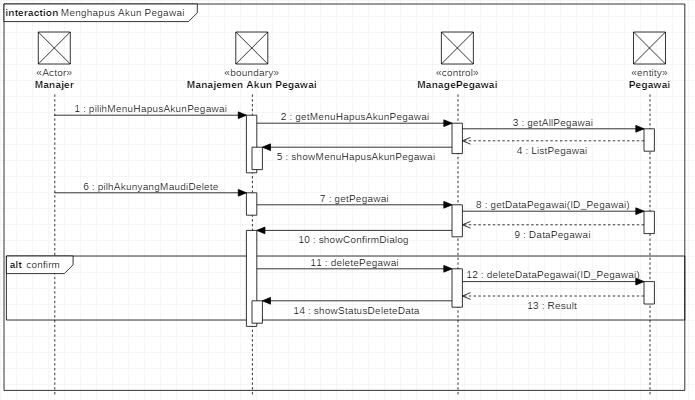 interaction Menghapus Akun Pegawai
«Actor»
Manajer
«boundary»
Manajemen Akun Pegawai
«control»
ManagePegawai
«entity»
Pegawai
1 : pilihMenuHapusAkunPegawai
2 : getMenuHapusAkunPegawai
3 : getAllPegawai
4 : ListPegawai
5 : showMenuHapusAkunPegawai
6 : pilhAkunyangMaudiDelete
7 : getPegawai
8 : getDataPegawai(ID_Pegawai)
9 : DataPegawai
10 : showConfirmDialog
alt confirm
11 : deletePegawai
12 : deleteDataPegawai(ID_Pegawai)
13 : Result
14 : showStatusDeleteData